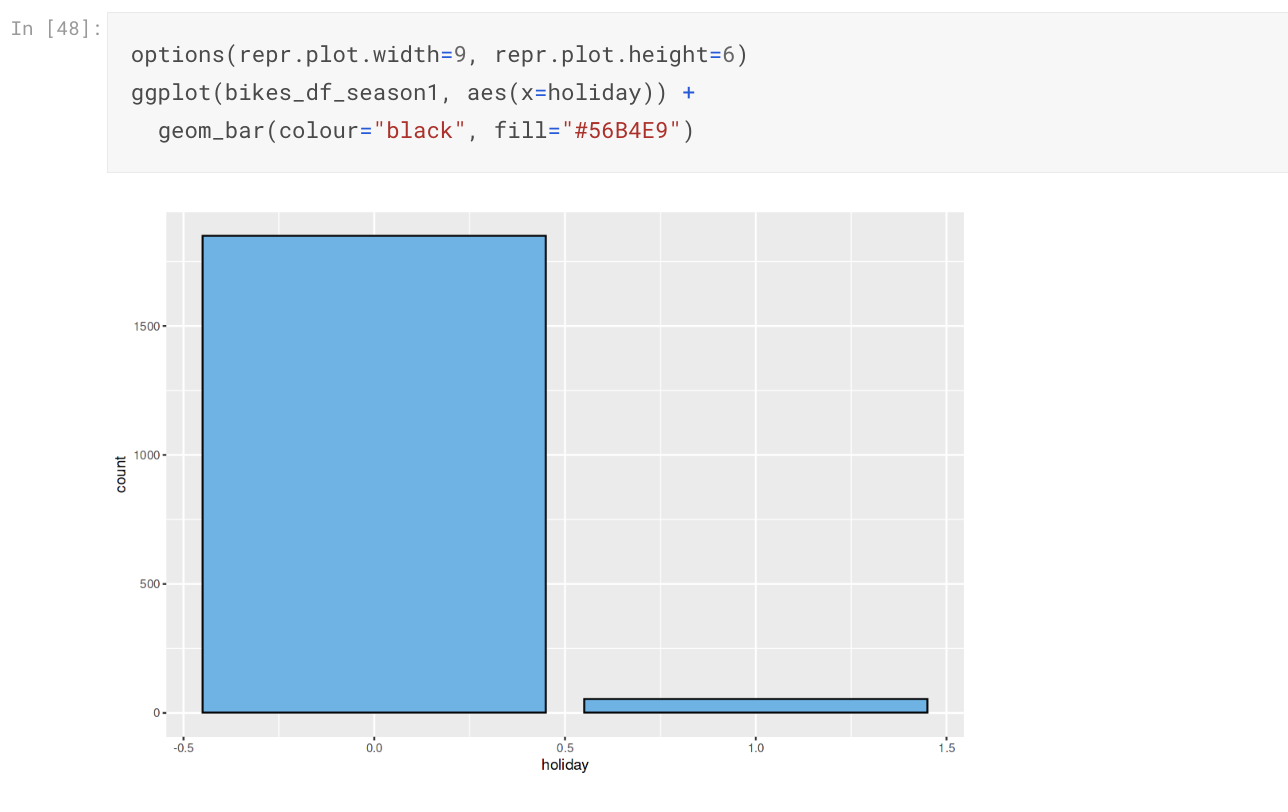 In [48]:
options(repr.plot.width=9, repr.plot.height=6)
ggplot(bikes_df_season1, aes(x=holiday)) +
  geom_bar(colour="black", fill="#56B4E9")
1500
1000
500
0
count
-0.5 0.0 0.5 1.0 1.5
holiday